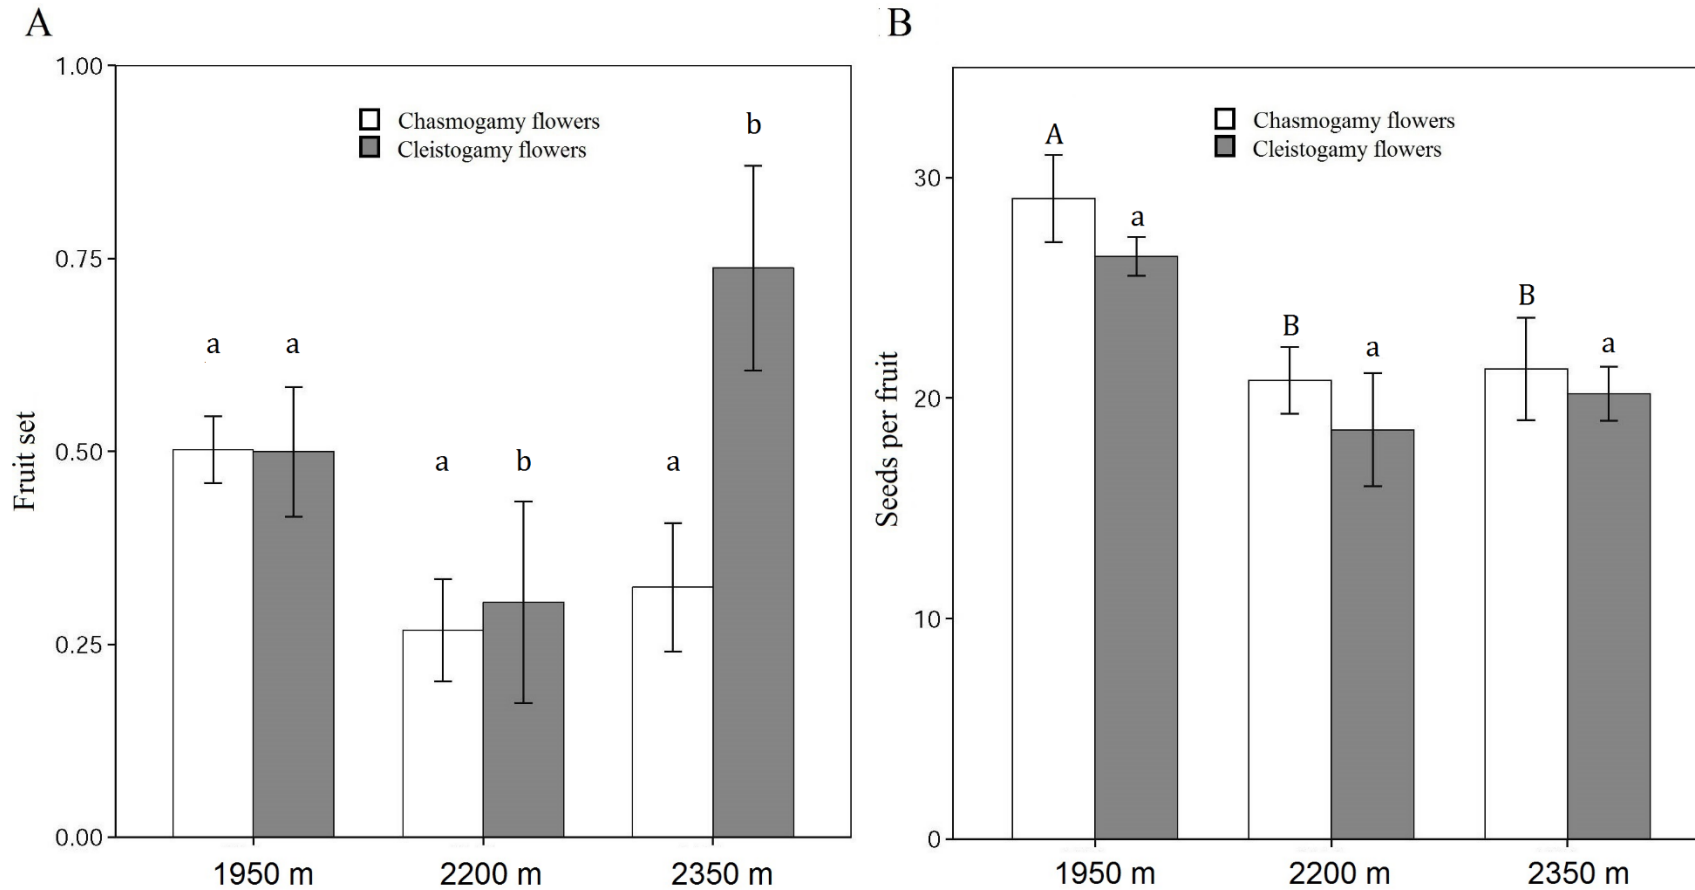 A
1.00
0.75
0.50
0.25
0.00
Fruit set
Chasmogamy flowers
Cleistogamy flowers
a
a
a
b
a
b
1950 m
2200 m
2350 m
B
30
20
10
0
Seeds per fruit
Chasmogamy flowers
Cleistogamy flowers
A
a
B
a
B
a
1950 m
2200 m
2350 m